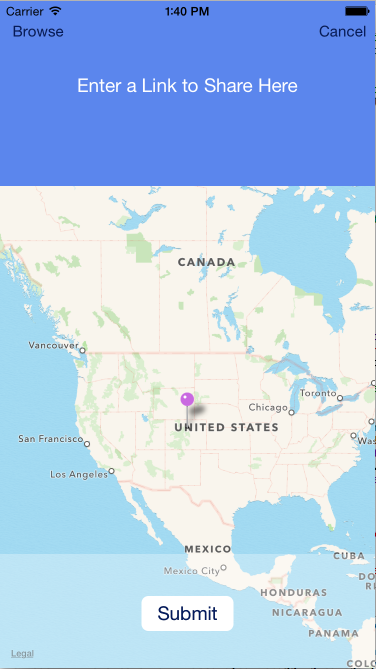 Carrier 1:40 PM
Browse Cancel
Enter a Link to Share Here
CANADA
Vancouver
Toronto
Chicago
UNITED STATES
Was
San Francisco
Los Angeles
MEXICO
CUBA
Mexico City
DO
R
HONDURAS
NICARAGUA
Submit
PANAMA
Legal
COLO